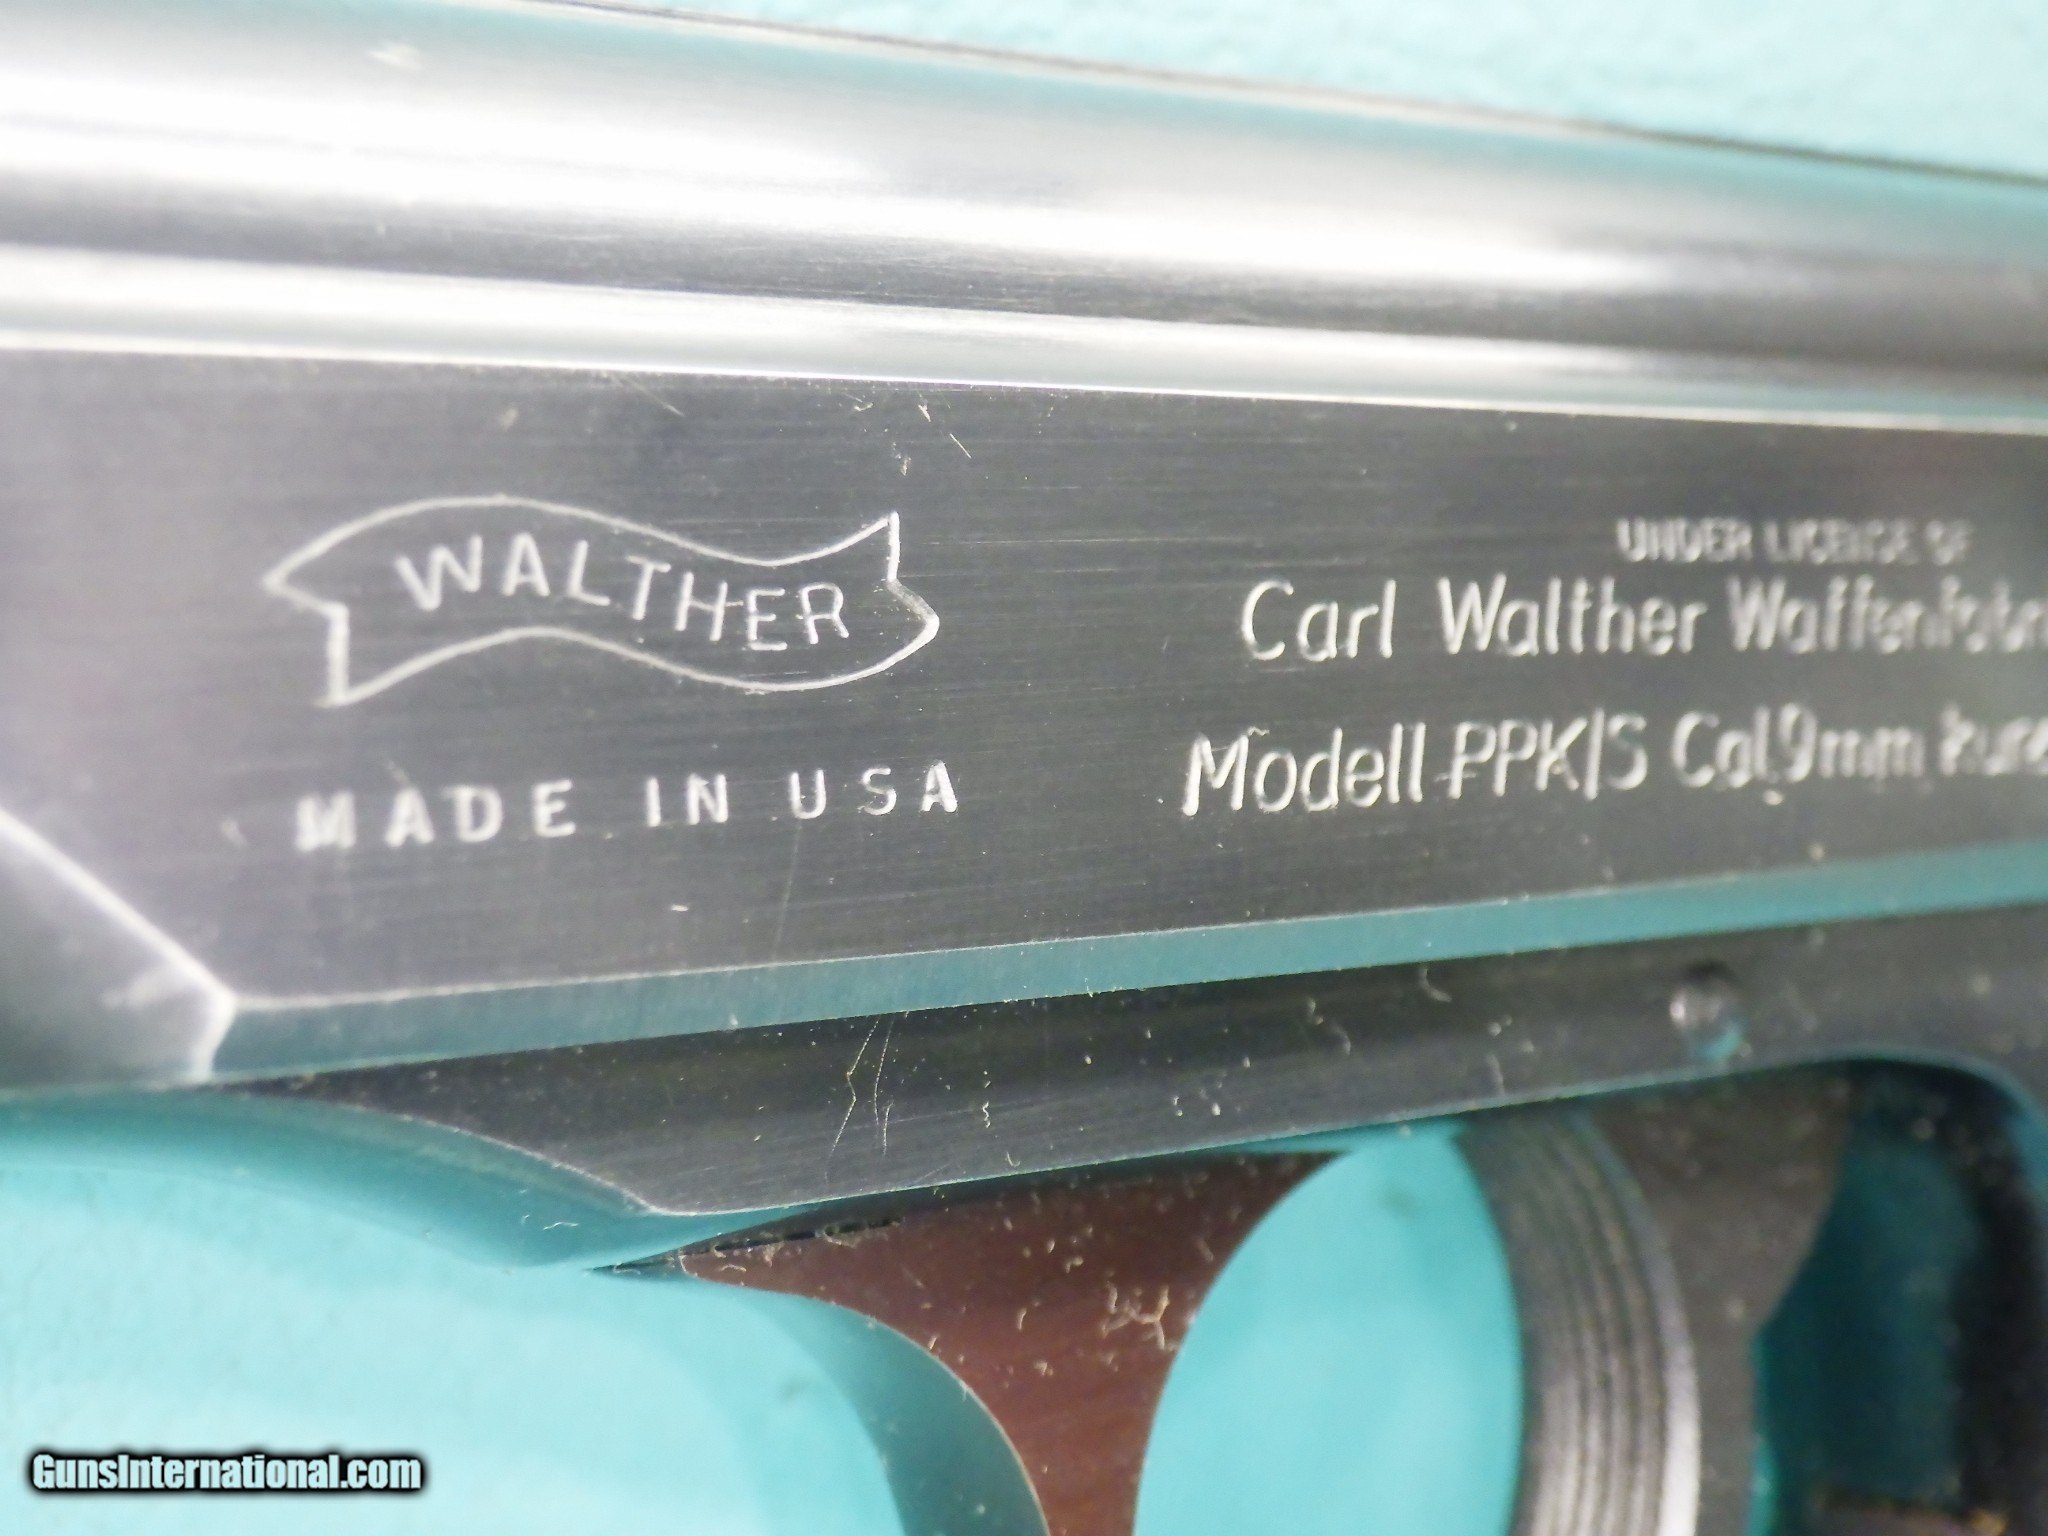 WALTHER
MADE IN USA
UNDER LICENSE OF
Carl Walther
Modell PPK/S Cal.9mm
GunsInternational.com